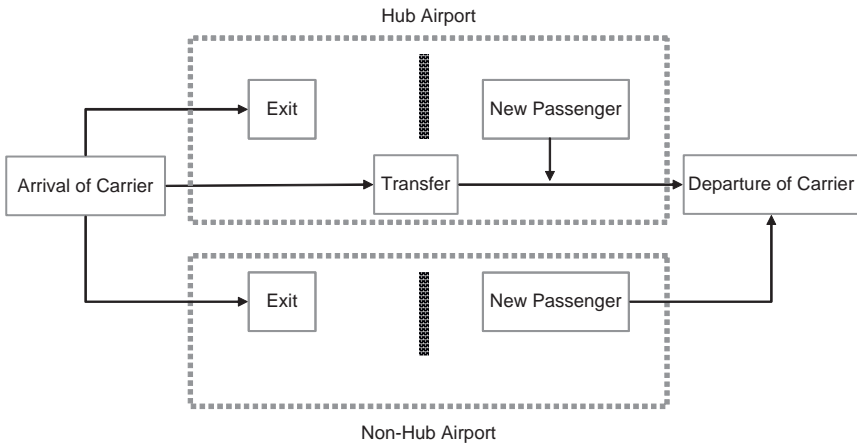 Hub Airport
Exit
New Passenger
Arrival of Carrier
Transfer
Departure of Carrier
Exit
New Passenger
Non-Hub Airport